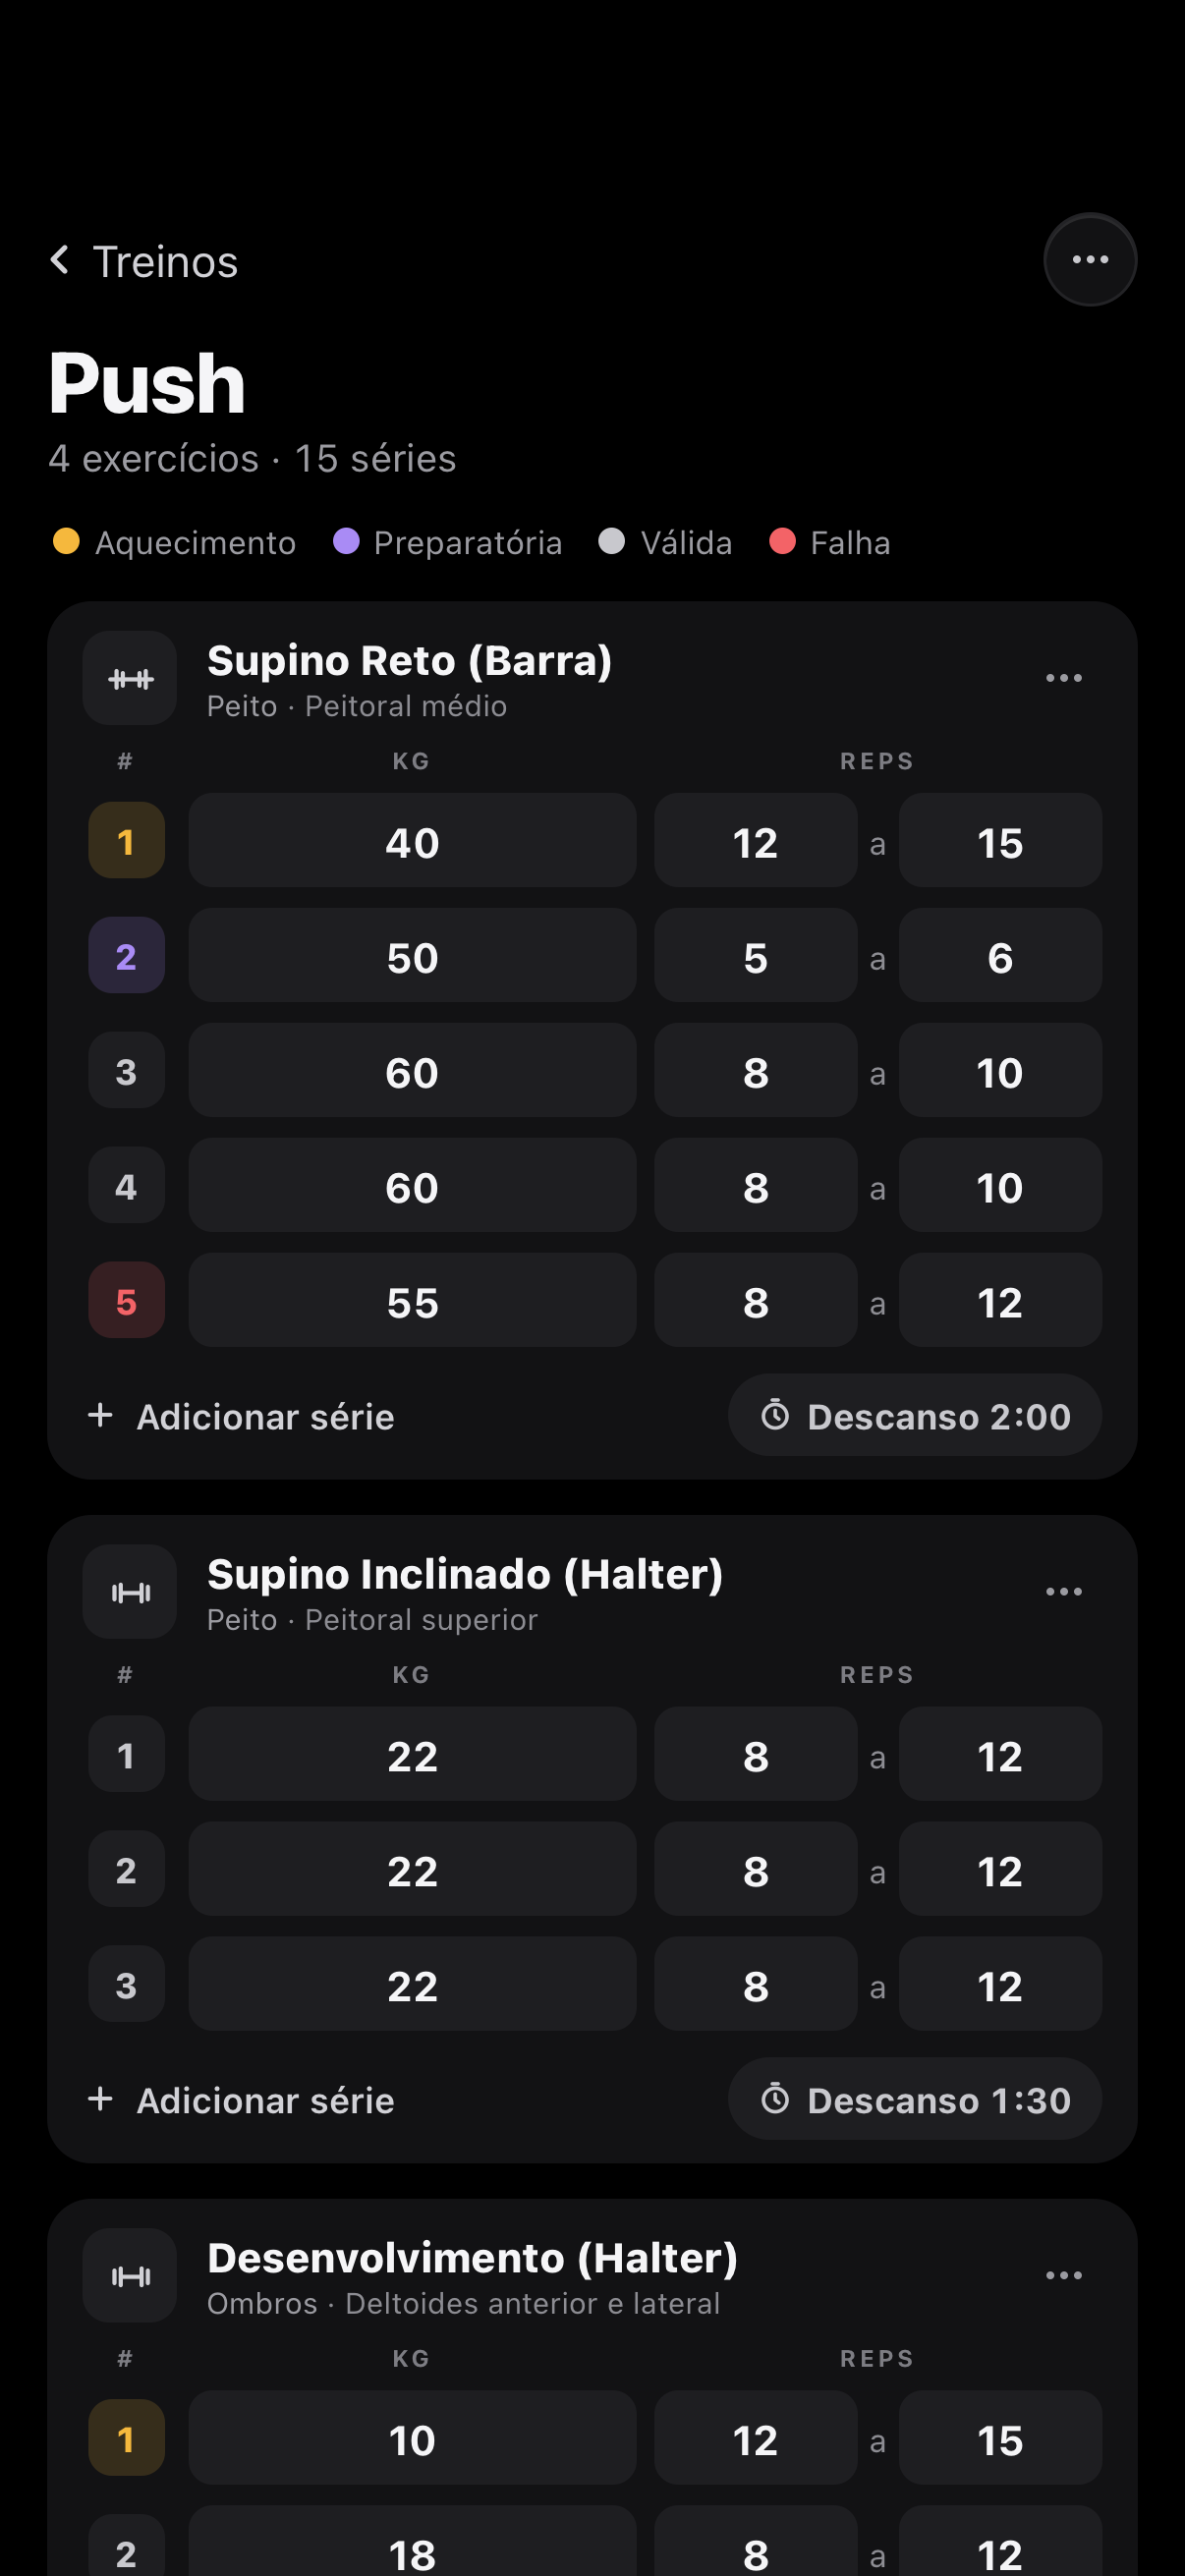 Treinos
Push
4 exercícios · 15 séries
Aquecimento Preparatória Válida Falha
Supino Reto (Barra)
Peito · Peitoral médio
# KG REPS
1 40 12 a 15
2 50 5 a 6
3 60 8 a 10
4 60 8 a 10
5 55 8 a 12
+ Adicionar série Descanso 2:00
Supino Inclinado (Halter)
Peito · Peitoral superior
# KG REPS
1 22 8 a 12
2 22 8 a 12
3 22 8 a 12
+ Adicionar série Descanso 1:30
Desenvolvimento (Halter)
Ombros · Deltoides anterior e lateral
# KG REPS
1 10 12 a 15
2 18 8 a 12